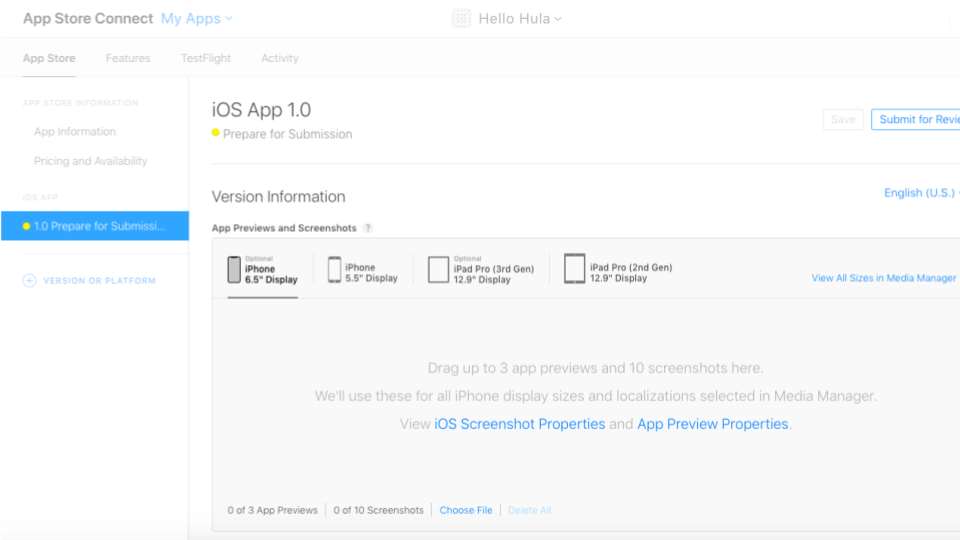 App Store Connect My Apps
Hello Hula
App Store Features TestFlight Activity
APP STORE INFORMATION
App Information
Pricing and Availability
iOS APP
1.0 Prepare for Submissi...
VERSION OR PLATFORM
iOS App 1.0
Prepare for Submission
Save Submit for Revie
Version Information
English (U.S.)
App Previews and Screenshots ?
Optional
iPhone
6.5" Display
iPhone
5.5" Display
Optional
iPad Pro (3rd Gen)
12.9" Display
iPad Pro (2nd Gen)
12.9" Display
View All Sizes in Media Manager
Drag up to 3 app previews and 10 screenshots here.
We'll use these for all iPhone display sizes and localizations selected in Media Manager.
View iOS Screenshot Properties and App Preview Properties.
0 of 3 App Previews 0 of 10 Screenshots Choose File Delete All